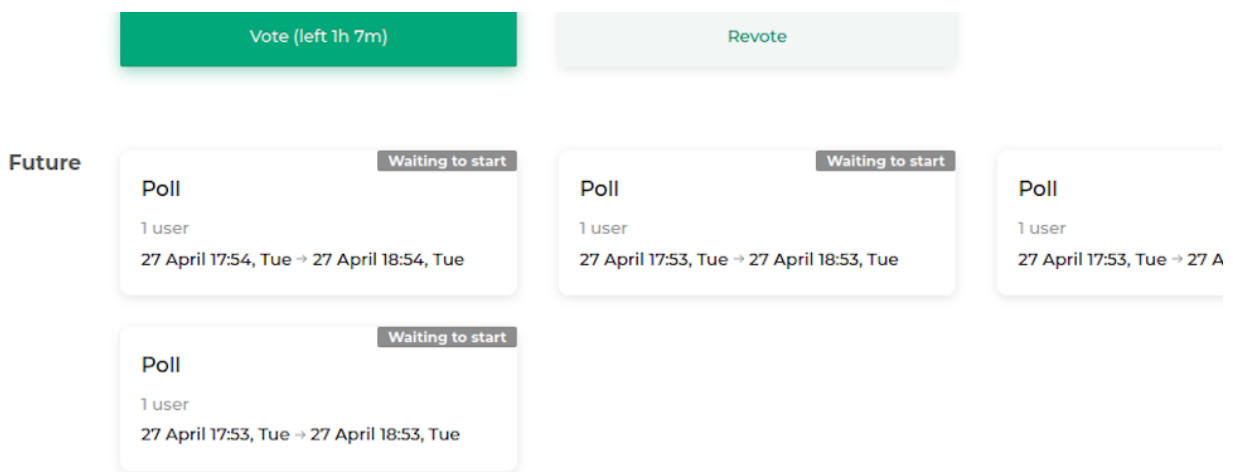 Vote (left 1h 7m)
Revote
Future
Waiting to start
Poll
1 user
27 April 17:54, Tue → 27 April 18:54, Tue
Waiting to start
Poll
1 user
27 April 17:53, Tue → 27 April 18:53, Tue
Poll
1 user
27 April 17:53, Tue → 27 A
Waiting to start
Poll
1 user
27 April 17:53, Tue → 27 April 18:53, Tue